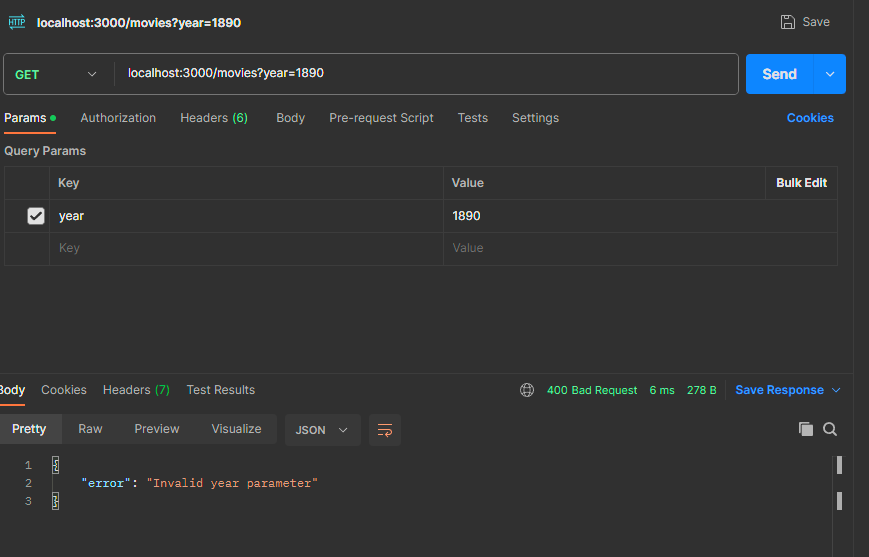 HTTP localhost:3000/movies?year=1890 Save
GET localhost:3000/movies?year=1890 Send
Params Authorization Headers (6) Body Pre-request Script Tests Settings Cookies
Query Params
Key Value Bulk Edit
year 1890
Key Value
Body Cookies Headers (7) Test Results 400 Bad Request 6 ms 278 B Save Response
Pretty Raw Preview Visualize JSON
1 {
2 "error": "Invalid year parameter"
3 }